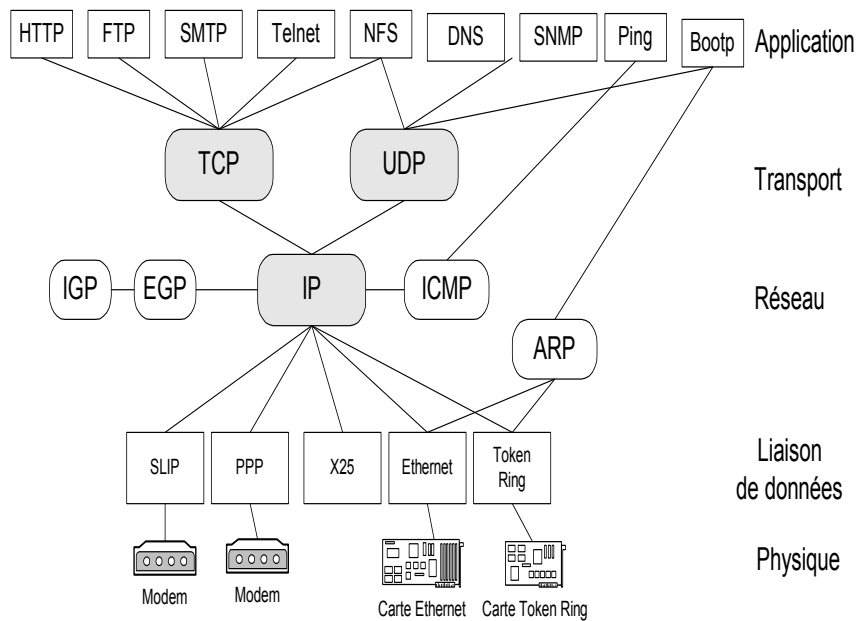 HTTP FTP SMTP Telnet NFS DNS SNMP Ping Bootp Application
TCP UDP
Transport
IGP EGP IP ICMP
Réseau
ARP
SLIP PPP X25 Ethernet Token
Ring
Liaison
de données
Physique
Modem Modem Carte Ethernet Carte Token Ring